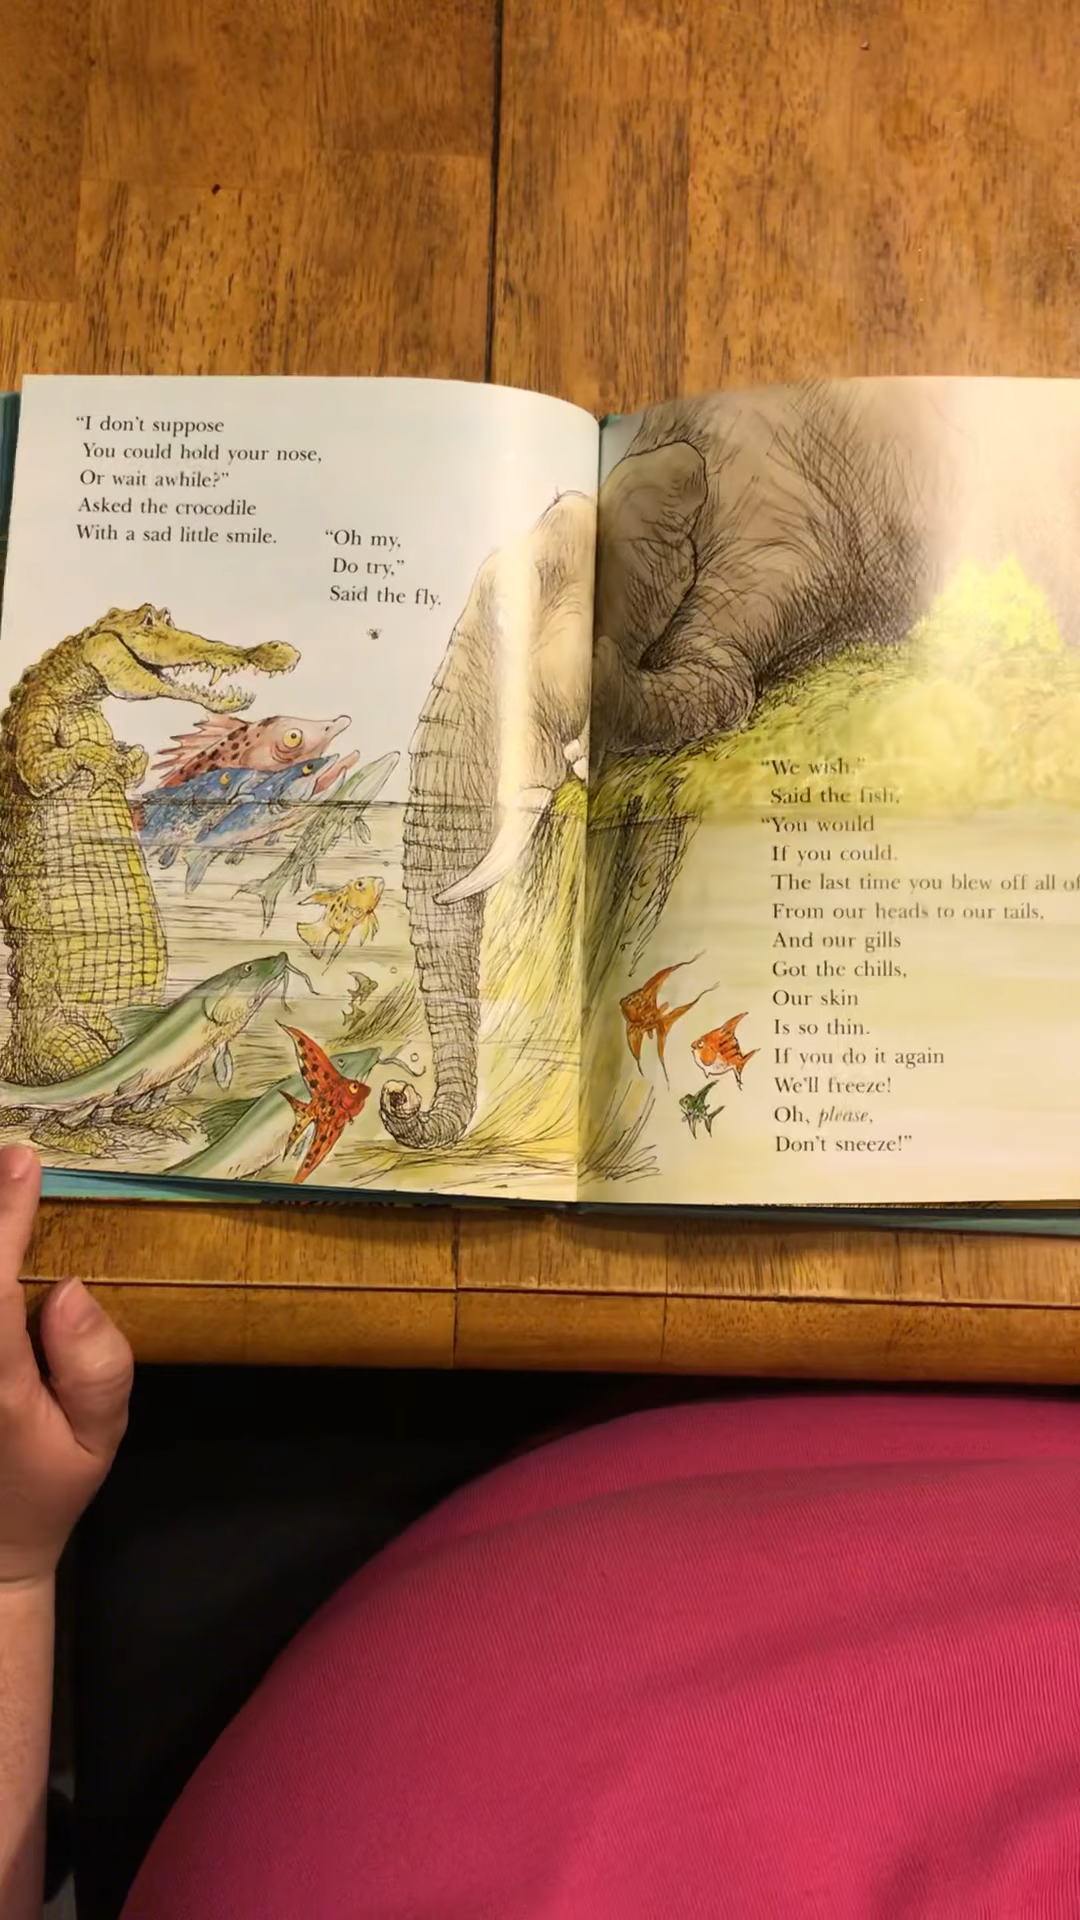 “I don't suppose
You could hold your nose,
Or wait awhile?”
Asked the crocodile
With a sad little smile.
“Oh my,
Do try,”
Said the fly.
“We wish,”
Said the fish,
“You would
If you could.
The last time you blew off all of
From our heads to our tails,
And our gills
Got the chills,
Our skin
Is so thin.
If you do it again
We'll freeze!
Oh, please,
Don't sneeze!”